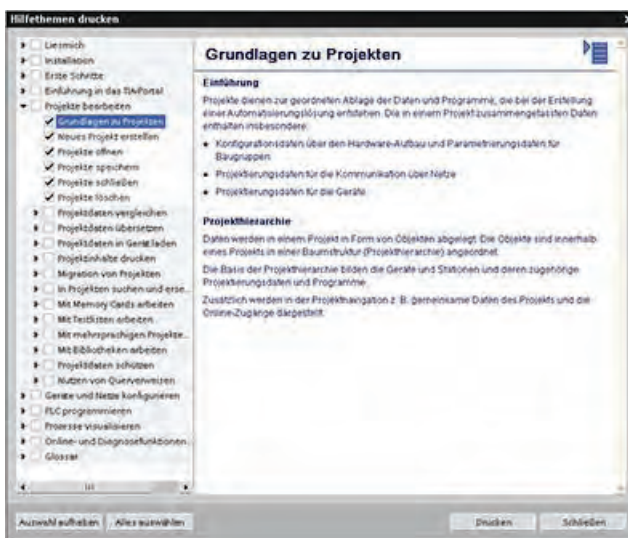 Hilfethemen drucken
Liesmich
Installation
Erste Schritte
Einführung in das TIA-Portal
Projekte bearbeiten
Grundlagen zu Projekten
Neues Projekt erstellen
Projekte öffnen
Projekte speichern
Projekte schließen
Projekte löschen
Projektdaten vergleichen
Projektdaten übersetzen
Projektdaten in Gerät laden
Projektinhalte drucken
Migration von Projekten
In Projekten suchen und erse...
Mit Memory Cards arbeiten
Mit Textlisten arbeiten
Mit mehrsprachigen Projekte...
Mit Bibliotheken arbeiten
Projektdaten schützen
Nutzen von Querverweisen
Geräte und Netze konfigurieren
PLC programmieren
Prozesse visualisieren
Online- und Diagnosefunktionen
Glossar
Auswahl aufheben
Alles auswählen
Grundlagen zu Projekten
Einführung
Projekte dienen zur geordneten Ablage der Daten und Programme, die bei der Erstellung
einer Automatisierungslösung entstehen. Die in einem Projekt zusammengefassten Daten
enthalten insbesondere:
• Konfigurationsdaten über den Hardware-Aufbau und Parametrierungsdaten für
Baugruppen
• Projektierungsdaten für die Kommunikation über Netze
• Projektierungsdaten für die Geräte
Projekthierarchie
Daten werden in einem Projekt in Form von Objekten abgelegt. Die Objekte sind innerhalb
eines Projekts in einer Baumstruktur (Projekthierarchie) angeordnet.
Die Basis der Projekthierarchie bilden die Geräte und Stationen und deren zugehörige
Projektierungsdaten und Programme.
Zusätzlich werden in der Projektnavigation z. B. gemeinsame Daten des Projekts und die
Online-Zugänge dargestellt.
Drucken
Schließen